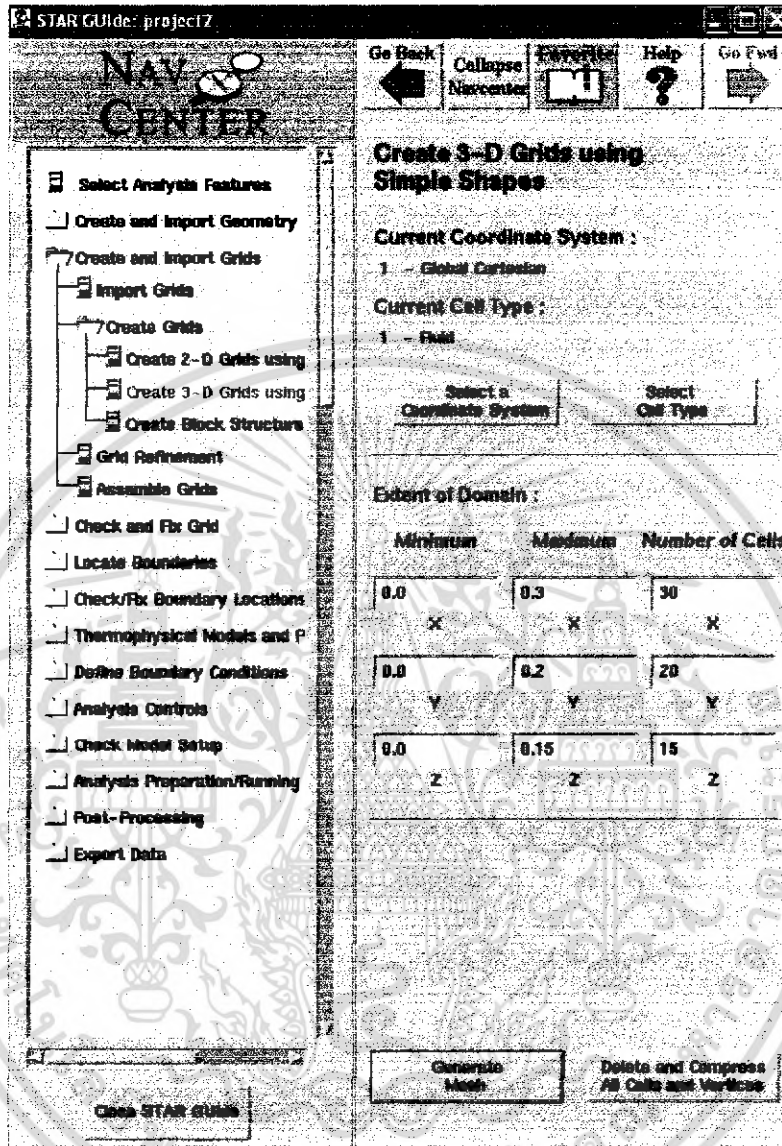 STAR GUIde: project2
NAV
CENTER
Go Back
Collapse
Navcenter
Favorite
Help
Go Fwd
Select Analysis Features
Create and Import Geometry
Create and Import Grids
Import Grids
Create Grids
Create 2-D Grids using
Create 3-D Grids using
Create Block Structure
Grid Refinement
Assemble Grids
Check and Fix Grid
Locate Boundaries
Check/Fix Boundary Locations
Thermophysical Models and P
Define Boundary Conditions
Analysis Controls
Check Model Setup
Analysis Preparation/Running
Post-Processing
Export Data
Close STAR GUIde
Create 3-D Grids using
Simple Shapes
Current Coordinate System :
1 - Global Cartesian
Current Cell Type :
1 - Fluid
Select a
Coordinate System
Select
Cell Type
Extent of Domain :
Minimum Maximum Number of Cells
0.0 0.3 30
X X X
0.0 0.2 20
Y Y Y
0.0 0.15 15
Z Z Z
Generate
Mesh
Delete and Compress
All Cells and Vertices